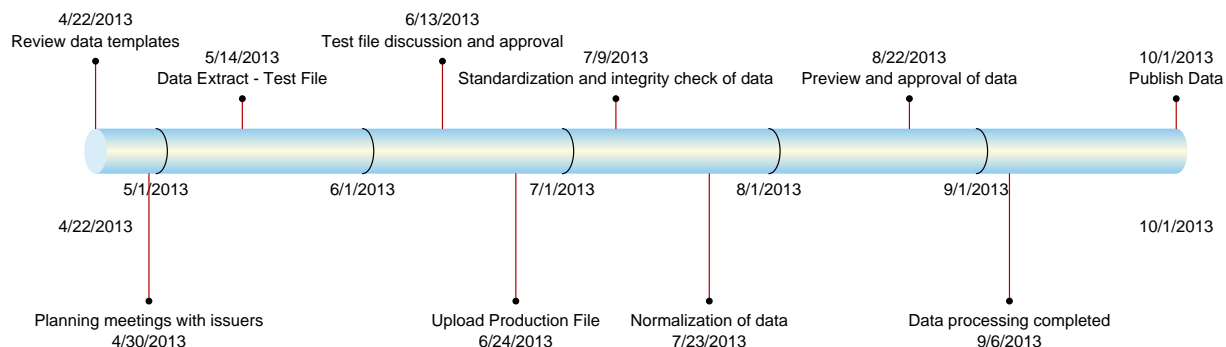 4/22/2013
Review data templates
5/14/2013
Data Extract - Test File
6/13/2013
Test file discussion and approval
7/9/2013
Standardization and integrity check of data
8/22/2013
Preview and approval of data
10/1/2013
Publish Data
5/1/2013
6/1/2013
7/1/2013
8/1/2013
9/1/2013
4/22/2013
10/1/2013
Planning meetings with issuers
4/30/2013
Upload Production File
6/24/2013
Normalization of data
7/23/2013
Data processing completed
9/6/2013